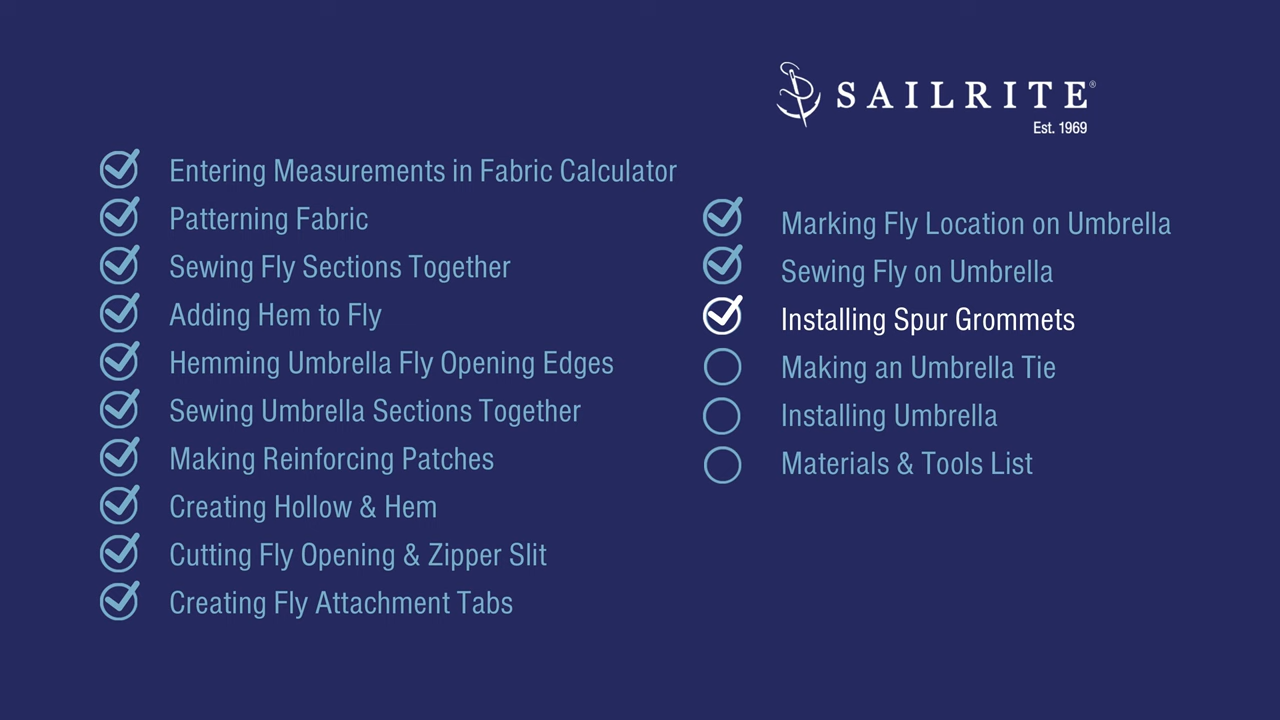 SAILRITE®
Est. 1969
Entering Measurements in Fabric Calculator
Patterning Fabric
Sewing Fly Sections Together
Adding Hem to Fly
Hemming Umbrella Fly Opening Edges
Sewing Umbrella Sections Together
Making Reinforcing Patches
Creating Hollow & Hem
Cutting Fly Opening & Zipper Slit
Creating Fly Attachment Tabs
Marking Fly Location on Umbrella
Sewing Fly on Umbrella
Installing Spur Grommets
Making an Umbrella Tie
Installing Umbrella
Materials & Tools List